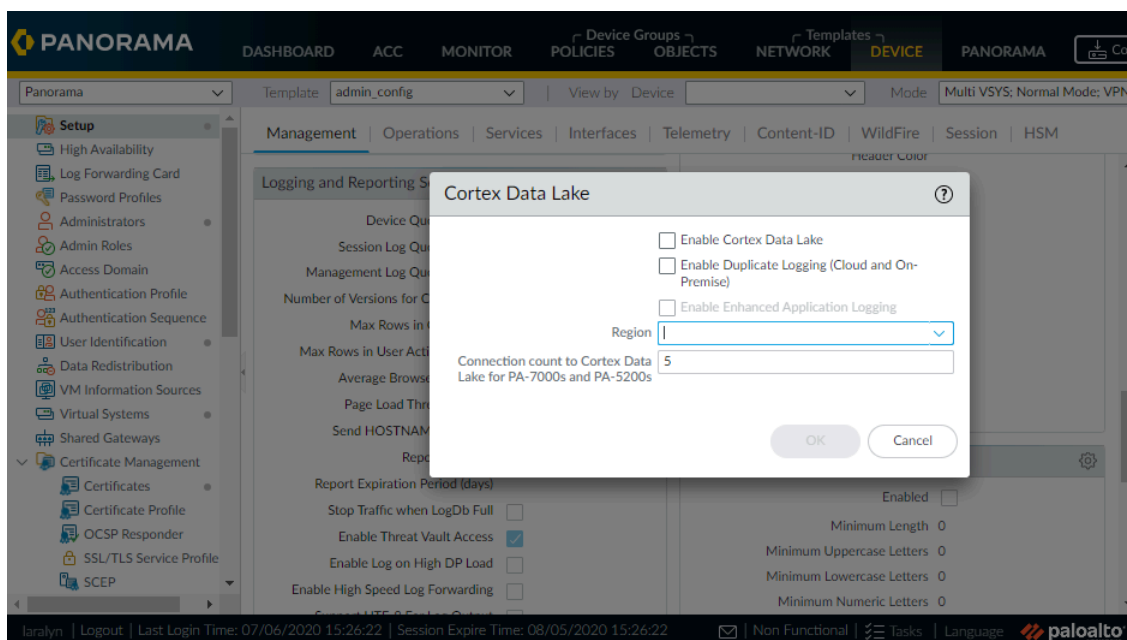 PANORAMA
DASHBOARD
ACC
MONITOR
Device Groups
POLICIES
OBJECTS
Templates
NETWORK
DEVICE
PANORAMA
Panorama
Template
admin_config
View by Device
Mode
Multi VSYS; Normal Mode; VPN
Setup
High Availability
Log Forwarding Card
Password Profiles
Administrators
Admin Roles
Access Domain
Authentication Profile
Authentication Sequence
User Identification
Data Redistribution
VM Information Sources
Virtual Systems
Shared Gateways
Certificate Management
Certificates
Certificate Profile
OCSP Responder
SSL/TLS Service Profile
SCEP
Management | Operations | Services | Interfaces | Telemetry | Content-ID | WildFire | Session | HSM
Header Color
Logging and Reporting S
Device Qu
Session Log Qu
Management Log Qu
Number of Versions for C
Max Rows in
Max Rows in User Acti
Average Browse
Page Load Thre
Send HOSTNAM
Repo
Report Expiration Period (days)
Stop Traffic when LogDb Full
Enable Threat Vault Access
Enable Log on High DP Load
Enable High Speed Log Forwarding
Cortex Data Lake
Enable Cortex Data Lake
Enable Duplicate Logging (Cloud and On-
Premise)
Enable Enhanced Application Logging
Region
Connection count to Cortex Data
Lake for PA-7000s and PA-5200s
5
OK
Cancel
Enabled
Minimum Length 0
Minimum Uppercase Letters 0
Minimum Lowercase Letters 0
Minimum Numeric Letters 0
laralyn | Logout | Last Login Time: 07/06/2020 15:26:22 | Session Expire Time: 08/05/2020 15:26:22
Non Functional | Tasks | Language
paloalto